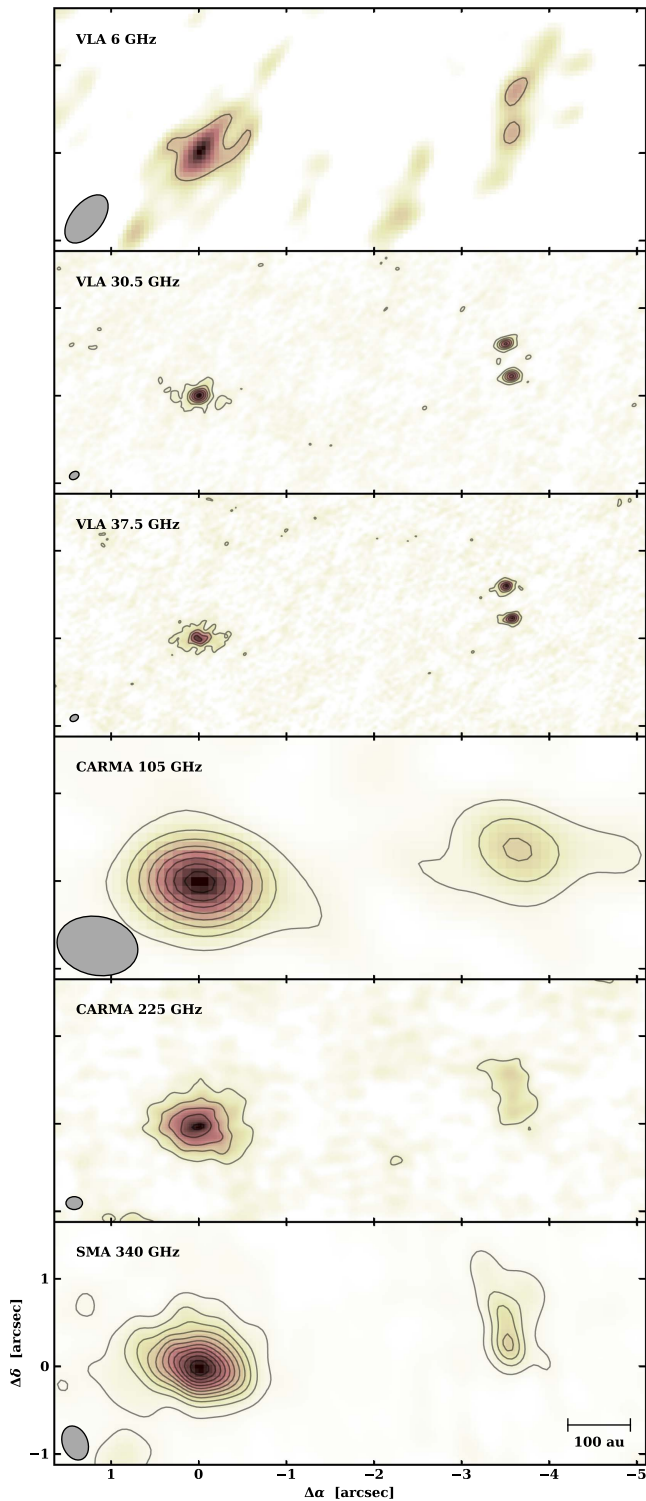 VLA 6 GHz
VLA 30.5 GHz
VLA 37.5 GHz
CARMA 105 GHz
CARMA 225 GHz
SMA 340 GHz
1
0
−1
Δδ [arcsec]
100 au
1 0 −1 −2 −3 −4 −5
Δα [arcsec]